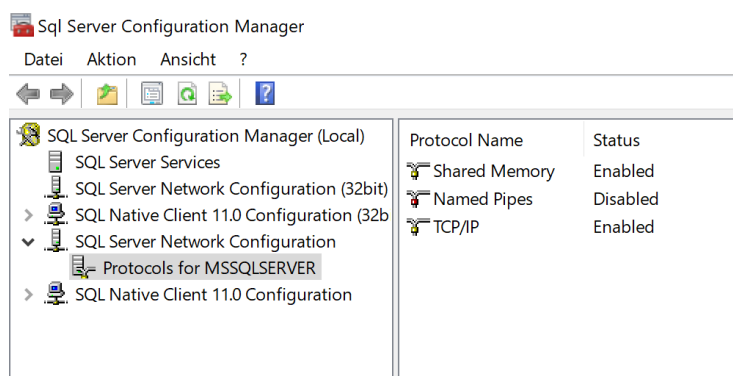 Sql Server Configuration Manager
Datei Aktion Ansicht ?
SQL Server Configuration Manager (Local)
SQL Server Services
SQL Server Network Configuration (32bit)
SQL Native Client 11.0 Configuration (32b
SQL Server Network Configuration
Protocols for MSSQLSERVER
SQL Native Client 11.0 Configuration
Protocol Name Status
Shared Memory Enabled
Named Pipes Disabled
TCP/IP Enabled